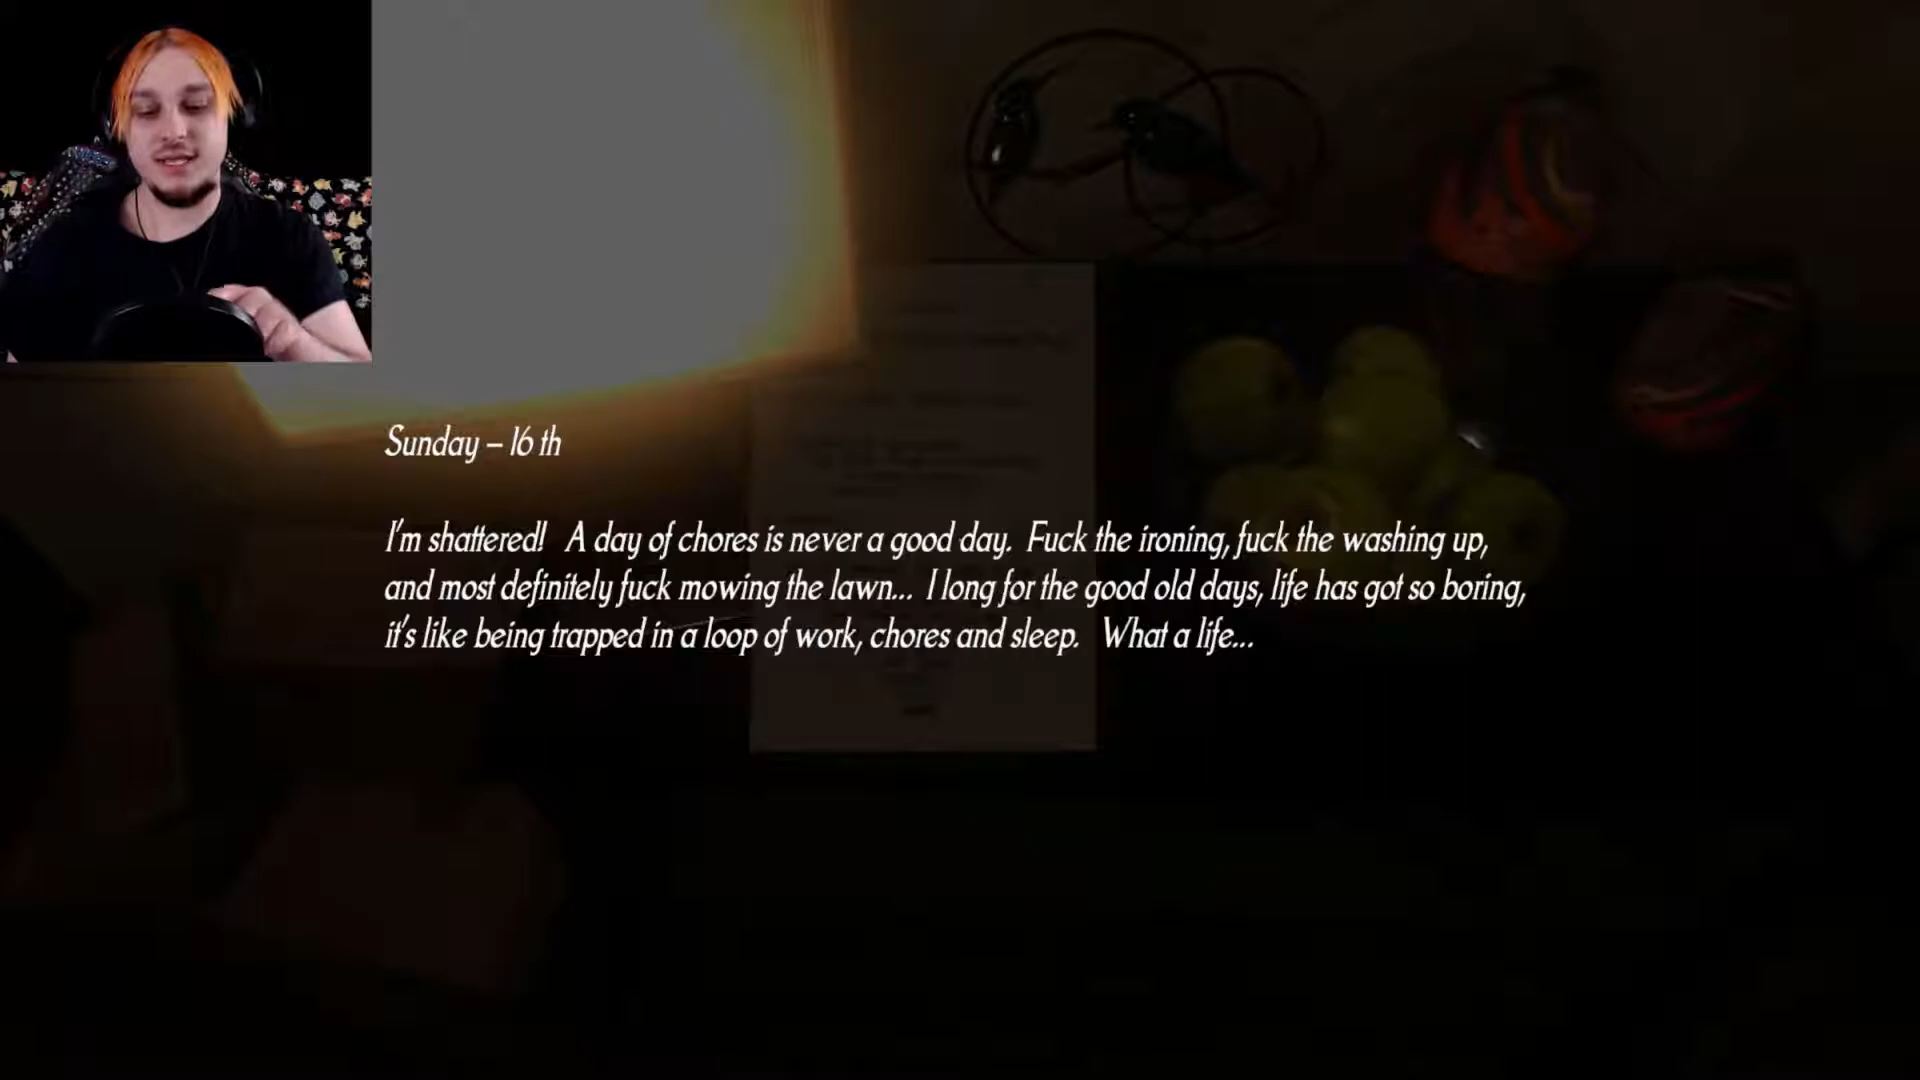 Sunday – 16 th
I'm shattered! A day of chores is never a good day. Fuck the ironing, fuck the washing up,
and most definitely fuck mowing the lawn... I long for the good old days, life has got so boring,
it's like being trapped in a loop of work, chores and sleep. What a life...